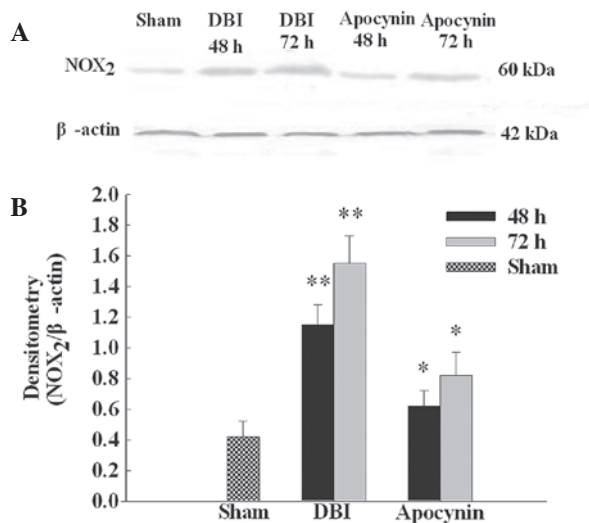 A
Sham DBI DBI Apocynin Apocynin
48 h 72 h 48 h 72 h
NOX2 60 kDa
β -actin 42 kDa
B
2.0
1.8
1.6
1.4
1.2
1.0
0.8
0.6
0.4
0.2
0.0
Densitometry
(NOX2/β -actin)
** **
* *
48 h
72 h
Sham
Sham DBI Apocynin